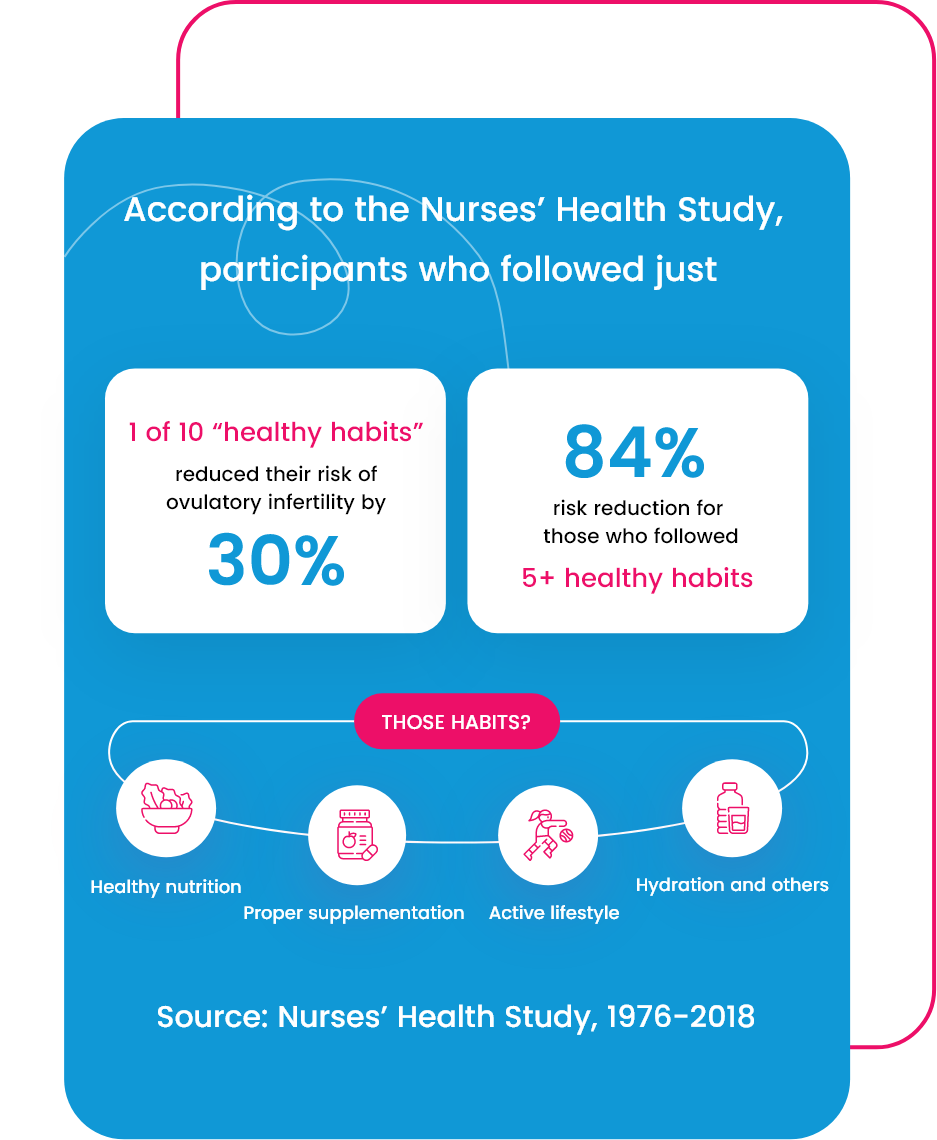 According to the Nurses’ Health Study,
participants who followed just
1 of 10 “healthy habits”
reduced their risk of
ovulatory infertility by
30%
84%
risk reduction for
those who followed
5+ healthy habits
THOSE HABITS?
Healthy nutrition
Proper supplementation
Active lifestyle
Hydration and others
Source: Nurses’ Health Study, 1976-2018